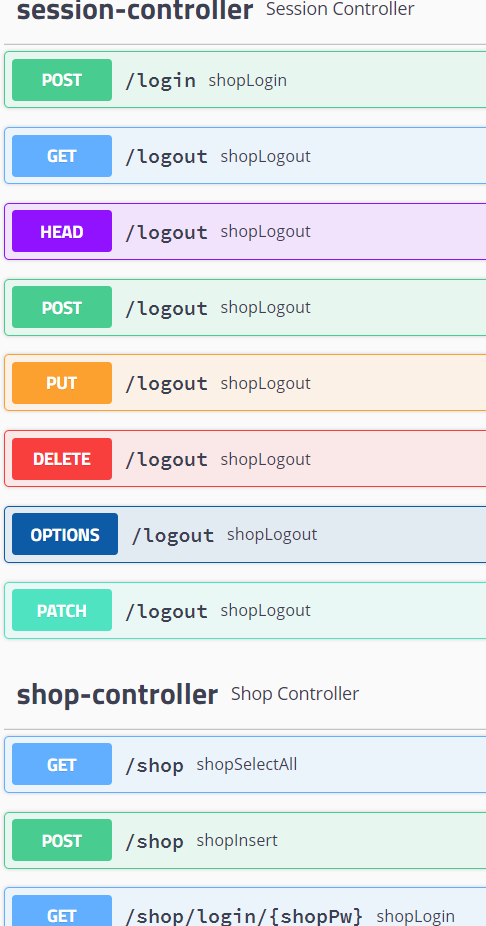 session-controller Session Controller
POST /login shopLogin
GET /logout shopLogout
HEAD /logout shopLogout
POST /logout shopLogout
PUT /logout shopLogout
DELETE /logout shopLogout
OPTIONS /logout shopLogout
PATCH /logout shopLogout
shop-controller Shop Controller
GET /shop shopSelectAll
POST /shop shopInsert
GET /shop/login/{shopPw} shopLogin